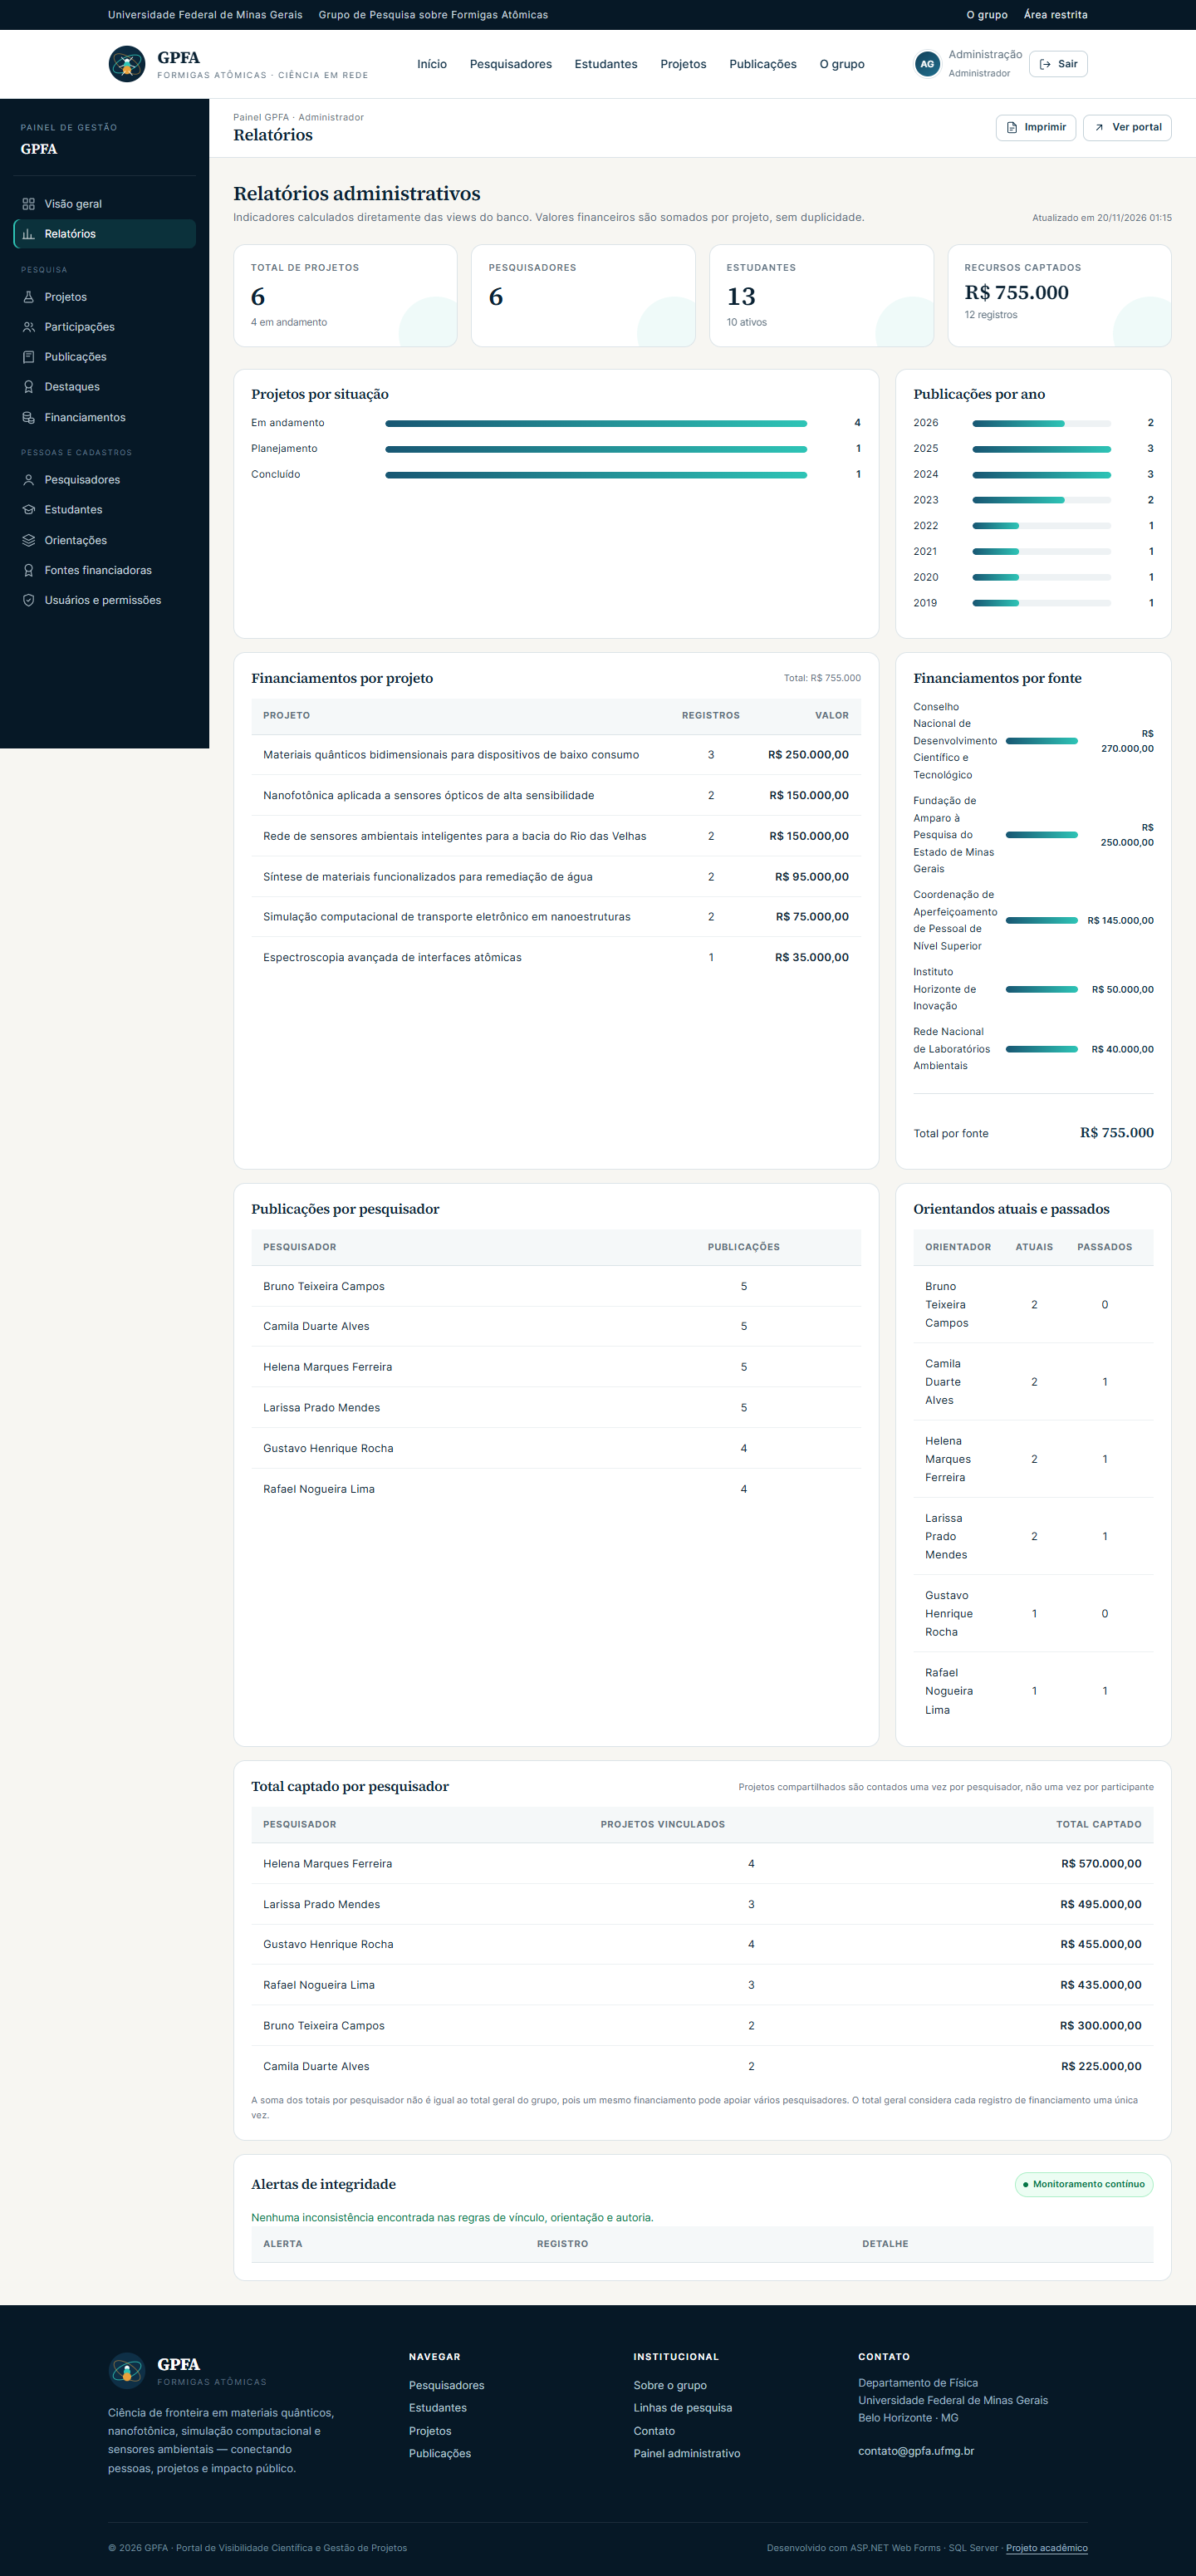 Universidade Federal de Minas Gerais Grupo de Pesquisa sobre Formigas Atômicas O grupo Área restrita
GPFA
FORMIGAS ATÔMICAS · CIÊNCIA EM REDE
Início Pesquisadores Estudantes Projetos Publicações O grupo
AG
Administração
Administrador
Sair
PAINEL DE GESTÃO
GPFA
Visão geral
Relatórios
PESQUISA
Projetos
Participações
Publicações
Destaques
Financiamentos
PESSOAS E CADASTROS
Pesquisadores
Estudantes
Orientações
Fontes financiadoras
Usuários e permissões
Painel GPFA · Administrador
Relatórios
Imprimir
Ver portal
Relatórios administrativos
Indicadores calculados diretamente das views do banco. Valores financeiros são somados por projeto, sem duplicidade.
Atualizado em 20/11/2026 01:15
TOTAL DE PROJETOS
6
4 em andamento
PESQUISADORES
6
ESTUDANTES
13
10 ativos
RECURSOS CAPTADOS
R$ 755.000
12 registros
Projetos por situação
Em andamento 4
Planejamento 1
Concluído 1
Publicações por ano
2026 2
2025 3
2024 3
2023 2
2022 1
2021 1
2020 1
2019 1
Financiamentos por projeto
Total: R$ 755.000
PROJETO REGISTROS VALOR
Materiais quânticos bidimensionais para dispositivos de baixo consumo 3 R$ 250.000,00
Nanofotônica aplicada a sensores ópticos de alta sensibilidade 2 R$ 150.000,00
Rede de sensores ambientais inteligentes para a bacia do Rio das Velhas 2 R$ 150.000,00
Síntese de materiais funcionalizados para remediação de água 2 R$ 95.000,00
Simulação computacional de transporte eletrônico em nanoestruturas 2 R$ 75.000,00
Espectroscopia avançada de interfaces atômicas 1 R$ 35.000,00
Financiamentos por fonte
Conselho
Nacional de
Desenvolvimento
Científico e
Tecnológico
R$
270.000,00
Fundação de
Amparo à
Pesquisa do
Estado de Minas
Gerais
R$
250.000,00
Coordenação de
Aperfeiçoamento
de Pessoal de
Nível Superior
R$ 145.000,00
Instituto
Horizonte de
Inovação
R$ 50.000,00
Rede Nacional
de Laboratórios
Ambientais
R$ 40.000,00
Total por fonte R$ 755.000
Publicações por pesquisador
PESQUISADOR PUBLICAÇÕES
Bruno Teixeira Campos 5
Camila Duarte Alves 5
Helena Marques Ferreira 5
Larissa Prado Mendes 5
Gustavo Henrique Rocha 4
Rafael Nogueira Lima 4
Orientandos atuais e passados
ORIENTADOR ATUAIS PASSADOS
Bruno
Teixeira 2 0
Campos
Camila
Duarte 2 1
Alves
Helena
Marques 2 1
Ferreira
Larissa
Prado 2 1
Mendes
Gustavo
Henrique 1 0
Rocha
Rafael
Nogueira 1 1
Lima
Total captado por pesquisador
Projetos compartilhados são contados uma vez por pesquisador, não uma vez por participante
PESQUISADOR PROJETOS VINCULADOS TOTAL CAPTADO
Helena Marques Ferreira 4 R$ 570.000,00
Larissa Prado Mendes 3 R$ 495.000,00
Gustavo Henrique Rocha 4 R$ 455.000,00
Rafael Nogueira Lima 3 R$ 435.000,00
Bruno Teixeira Campos 2 R$ 300.000,00
Camila Duarte Alves 2 R$ 225.000,00
A soma dos totais por pesquisador não é igual ao total geral do grupo, pois um mesmo financiamento pode apoiar vários pesquisadores. O total geral considera cada registro de financiamento uma única
vez.
Alertas de integridade
Monitoramento contínuo
Nenhuma inconsistência encontrada nas regras de vínculo, orientação e autoria.
ALERTA REGISTRO DETALHE
GPFA
FORMIGAS ATÔMICAS
Ciência de fronteira em materiais quânticos,
nanofotônica, simulação computacional e
sensores ambientais — conectando
pessoas, projetos e impacto público.
NAVEGAR
Pesquisadores
Estudantes
Projetos
Publicações
INSTITUCIONAL
Sobre o grupo
Linhas de pesquisa
Contato
Painel administrativo
CONTATO
Departamento de Física
Universidade Federal de Minas Gerais
Belo Horizonte · MG
contato@gpfa.ufmg.br
© 2026 GPFA · Portal de Visibilidade Científica e Gestão de Projetos
Desenvolvido com ASP.NET Web Forms · SQL Server · Projeto acadêmico